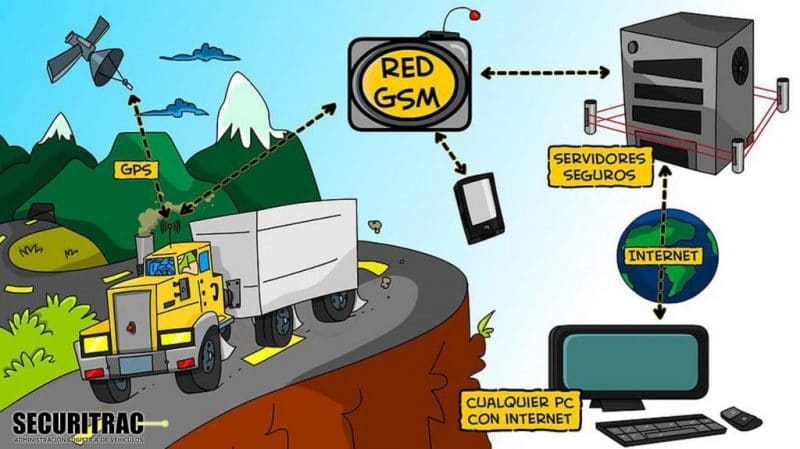 RED
GSM
GPS
SERVIDORES
SEGUROS
INTERNET
CUALQUIER PC
CON INTERNET
SECURITRAC
ADMINISTRACIÓN LOGÍSTICA DE VEHÍCULOS